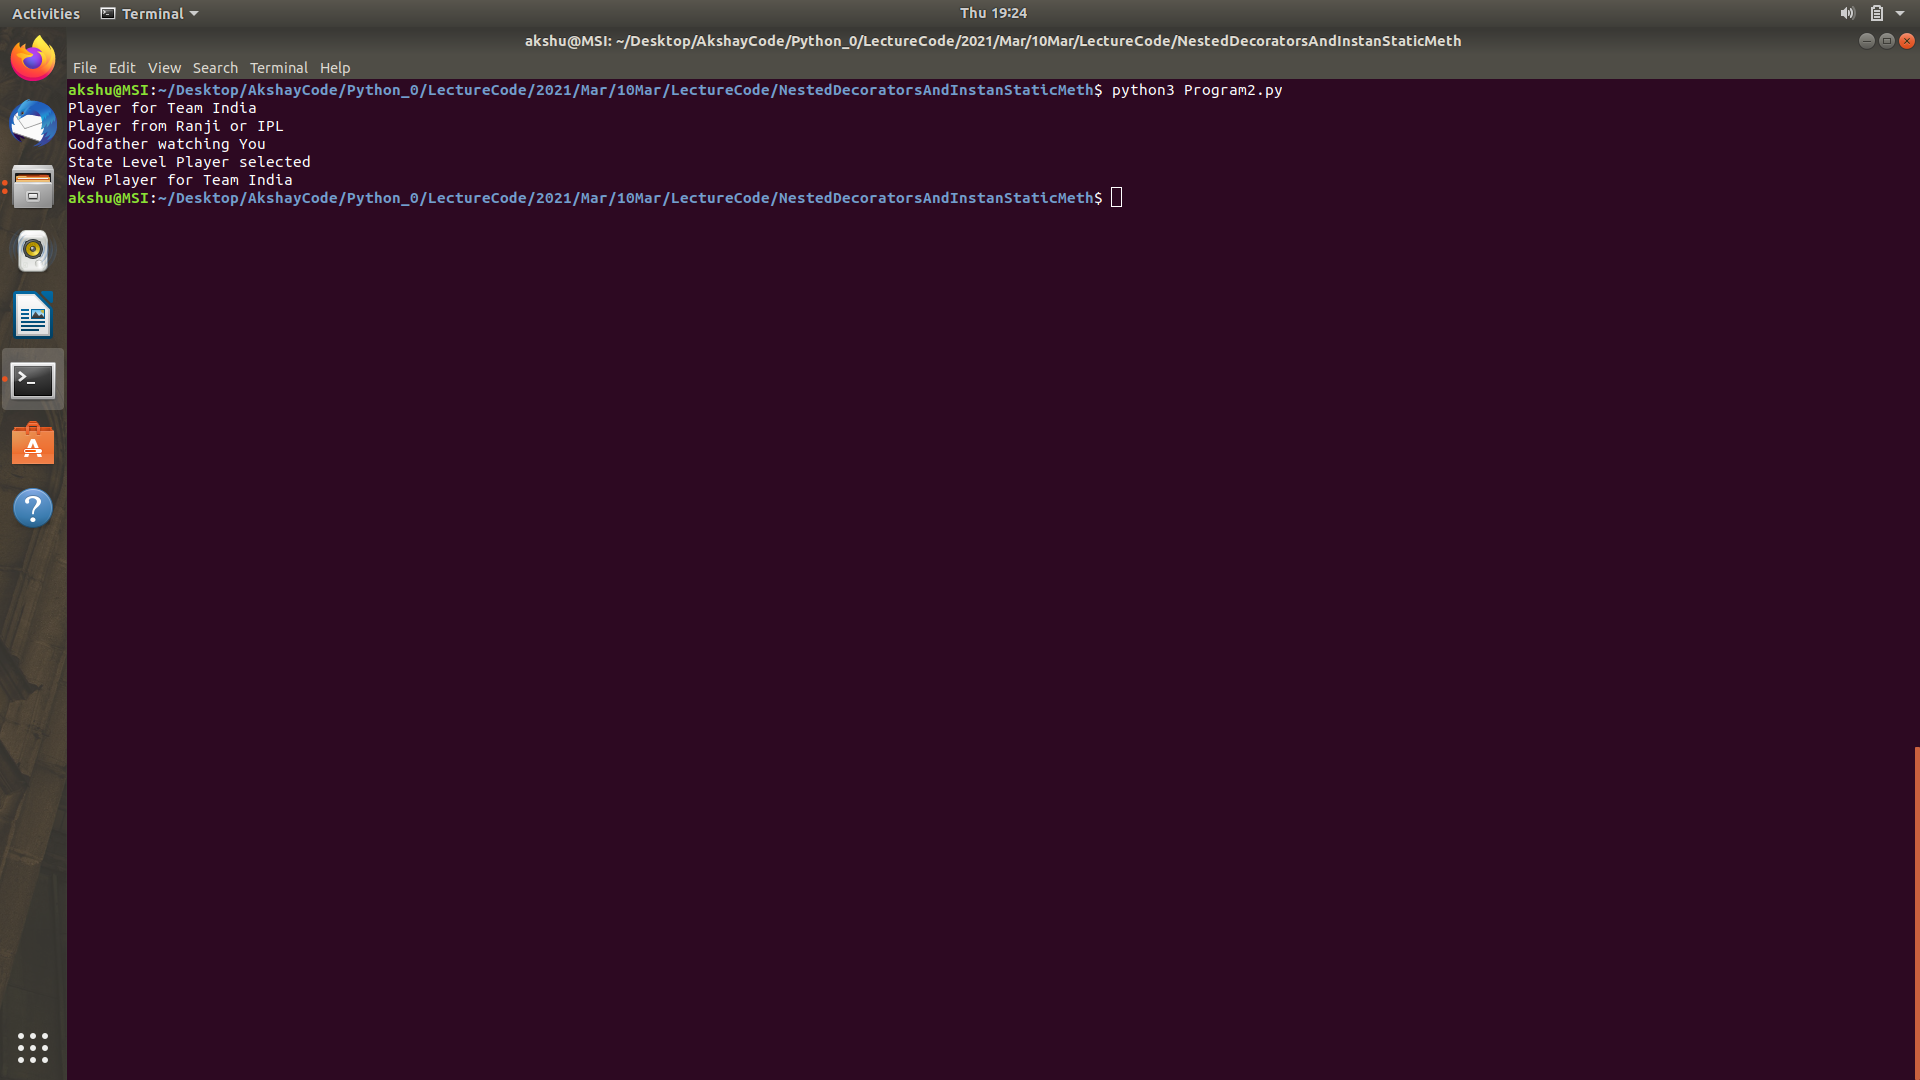 Activities Terminal Thu 19:24
akshu@MSI: ~/Desktop/AkshayCode/Python_0/LectureCode/2021/Mar/10Mar/LectureCode/NestedDecoratorsAndInstanStaticMeth
File Edit View Search Terminal Help
akshu@MSI:~/Desktop/AkshayCode/Python_0/LectureCode/2021/Mar/10Mar/LectureCode/NestedDecoratorsAndInstanStaticMeth$ python3 Program2.py
Player for Team India
Player from Ranji or IPL
Godfather watching You
State Level Player selected
New Player for Team India
akshu@MSI:~/Desktop/AkshayCode/Python_0/LectureCode/2021/Mar/10Mar/LectureCode/NestedDecoratorsAndInstanStaticMeth$